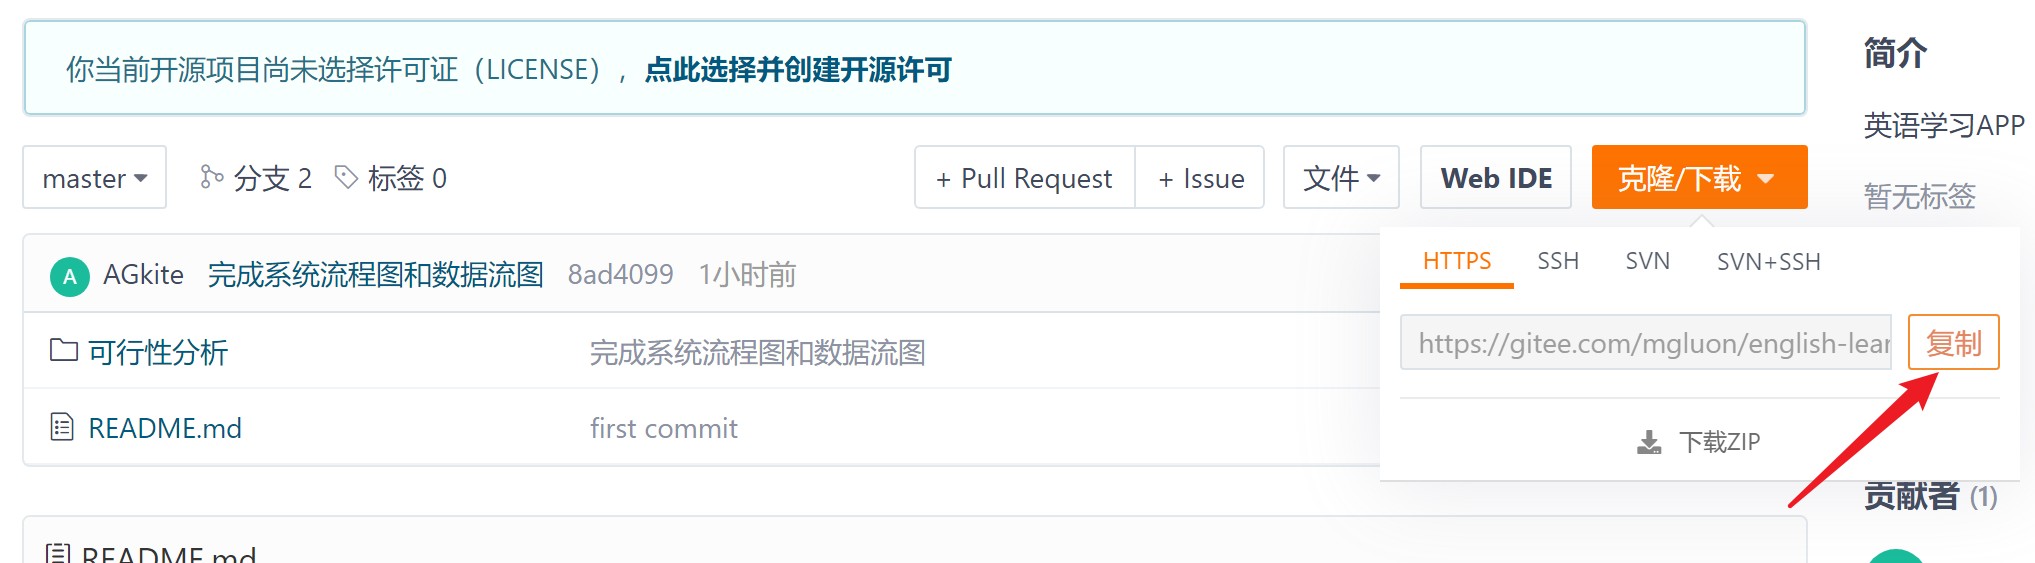 你当前开源项目尚未选择许可证（LICENSE），点此选择并创建开源许可
简介
英语学习APP
暂无标签
master 分支 2 标签 0 + Pull Request + Issue 文件 Web IDE 克隆/下载
HTTPS SSH SVN SVN+SSH
https://gitee.com/mgluon/english-lear 复制
下载ZIP
A AGkite 完成系统流程图和数据流图 8ad4099 1小时前
可行性分析 完成系统流程图和数据流图
README.md first commit
贡献者 (1)
README.md